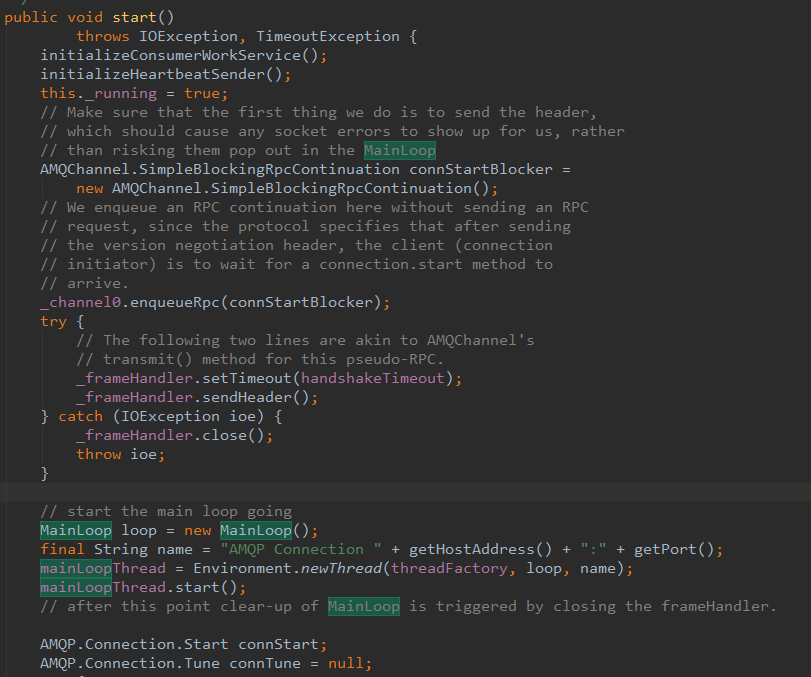 public void start()
        throws IOException, TimeoutException {
    initializeConsumerWorkService();
    initializeHeartbeatSender();
    this._running = true;
    // Make sure that the first thing we do is to send the header,
    // which should cause any socket errors to show up for us, rather
    // than risking them pop out in the MainLoop
    AMQChannel.SimpleBlockingRpcContinuation connStartBlocker =
        new AMQChannel.SimpleBlockingRpcContinuation();
    // We enqueue an RPC continuation here without sending an RPC
    // request, since the protocol specifies that after sending
    // the version negotiation header, the client (connection
    // initiator) is to wait for a connection.start method to
    // arrive.
    _channel0.enqueueRpc(connStartBlocker);
    try {
        // The following two lines are akin to AMQChannel's
        // transmit() method for this pseudo-RPC.
        _frameHandler.setTimeout(handshakeTimeout);
        _frameHandler.sendHeader();
    } catch (IOException ioe) {
        _frameHandler.close();
        throw ioe;
    }
    // start the main loop going
    MainLoop loop = new MainLoop();
    final String name = "AMQP Connection " + getHostAddress() + ":" + getPort();
    mainLoopThread = Environment.newThread(threadFactory, loop, name);
    mainLoopThread.start();
    // after this point clear-up of MainLoop is triggered by closing the frameHandler.
    AMQP.Connection.Start connStart;
    AMQP.Connection.Tune connTune = null;